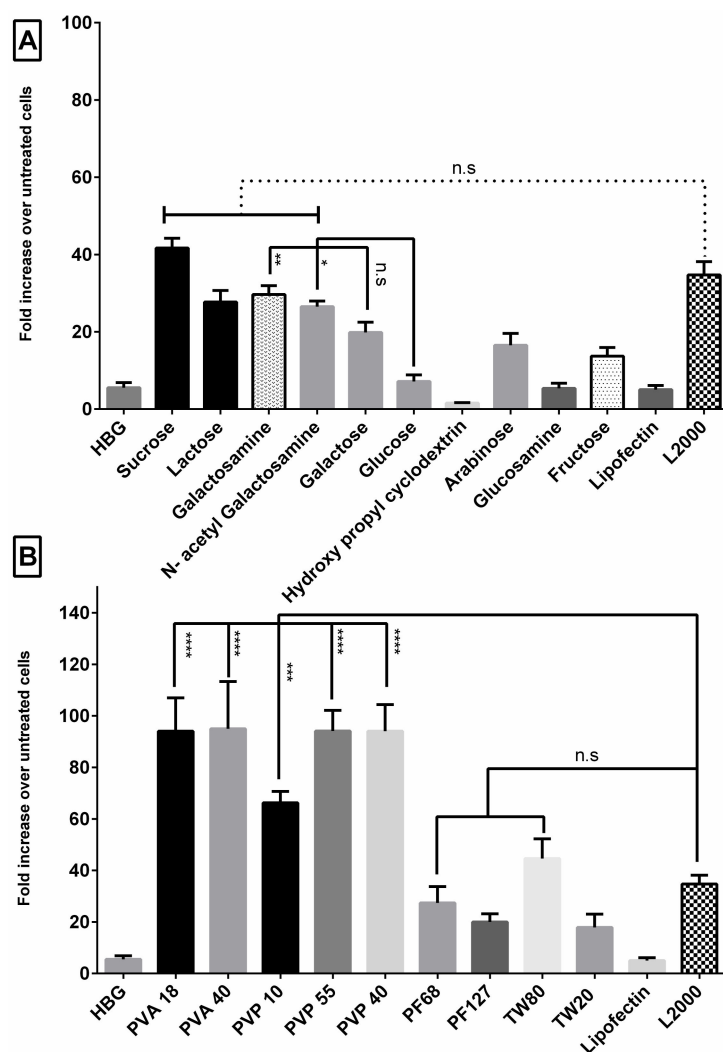 A
Fold increase over untreated cells
100
80
60
40
20
0
n.s
**
*
n.s
HBG
Sucrose
Lactose
Galactosamine
N- acetyl Galactosamine
Galactose
Glucose
Hydroxy propyl cyclodextrin
Arabinose
Glucosamine
Fructose
Lipofectin
L2000
B
Fold increase over untreated cells
140
120
100
80
60
40
20
0
****
****
***
****
****
n.s
HBG
PVA 18
PVA 40
PVP 10
PVP 55
PVP 40
PF68
PF127
TW80
TW20
Lipofectin
L2000